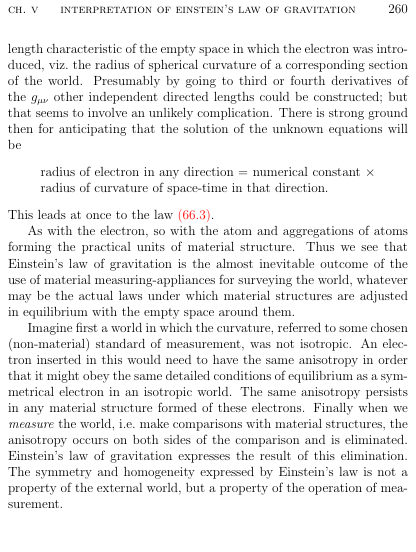 CH. V INTERPRETATION OF EINSTEIN'S LAW OF GRAVITATION 260
length characteristic of the empty space in which the electron was intro-
duced, viz. the radius of spherical curvature of a corresponding section
of the world. Presumably by going to third or fourth derivatives of
the gμν other independent directed lengths could be constructed; but
that seems to involve an unlikely complication. There is strong ground
then for anticipating that the solution of the unknown equations will
be
radius of electron in any direction = numerical constant ×
radius of curvature of space-time in that direction.
This leads at once to the law (66.3).
As with the electron, so with the atom and aggregations of atoms
forming the practical units of material structure. Thus we see that
Einstein's law of gravitation is the almost inevitable outcome of the
use of material measuring-appliances for surveying the world, whatever
may be the actual laws under which material structures are adjusted
in equilibrium with the empty space around them.
Imagine first a world in which the curvature, referred to some chosen
(non-material) standard of measurement, was not isotropic. An elec-
tron inserted in this would need to have the same anisotropy in order
that it might obey the same detailed conditions of equilibrium as a sym-
metrical electron in an isotropic world. The same anisotropy persists
in any material structure formed of these electrons. Finally when we
measure the world, i.e. make comparisons with material structures, the
anisotropy occurs on both sides of the comparison and is eliminated.
Einstein's law of gravitation expresses the result of this elimination.
The symmetry and homogeneity expressed by Einstein's law is not a
property of the external world, but a property of the operation of mea-
surement.